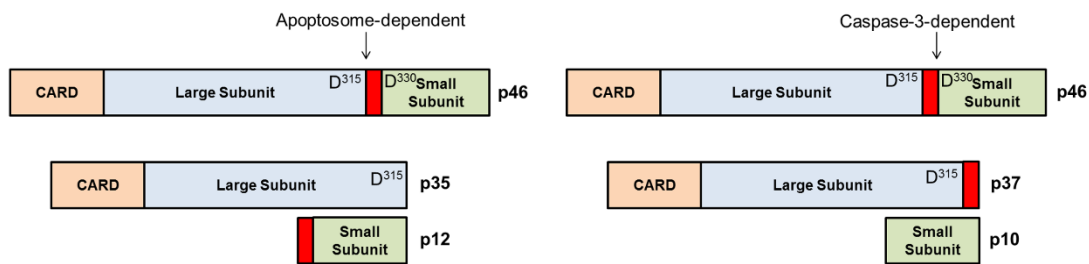 Apoptosome-dependent
CARD
Large Subunit
D³¹⁵
D³³⁰Small
Subunit
p46
CARD
Large Subunit
D³¹⁵
p35
Small
Subunit
p12
Caspase-3-dependent
CARD
Large Subunit
D³¹⁵
D³³⁰Small
Subunit
p46
CARD
Large Subunit
D³¹⁵
p37
Small
Subunit
p10